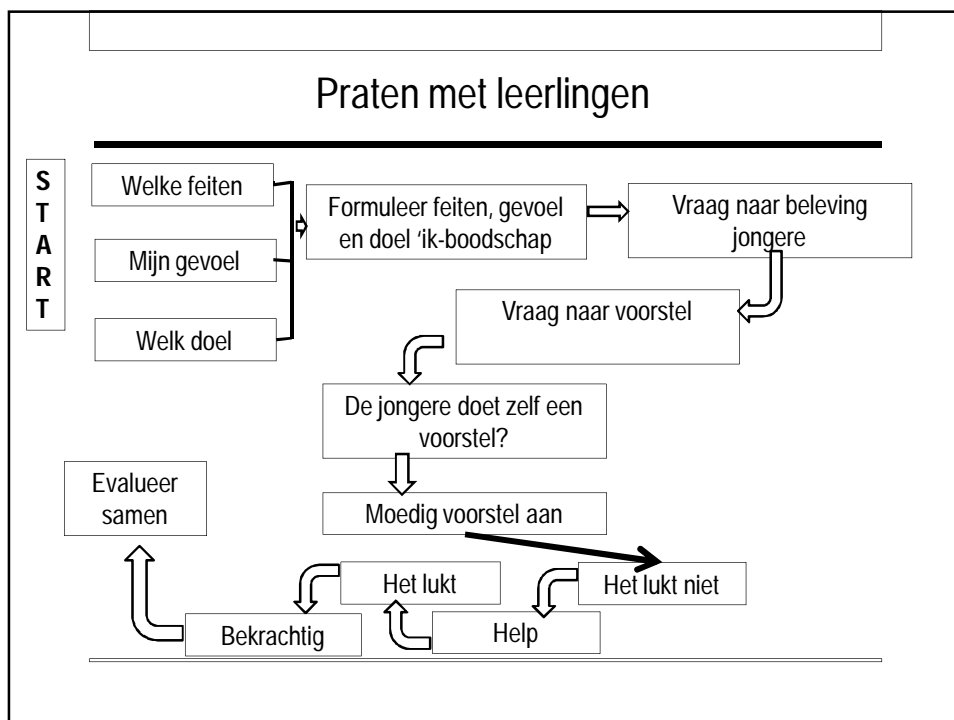 Praten met leerlingen
S
T
A
R
T
Welke feiten
Mijn gevoel
Welk doel
Formuleer feiten, gevoel
en doel ‘ik-boodschap
Vraag naar beleving
jongere
Vraag naar voorstel
De jongere doet zelf een
voorstel?
Moedig voorstel aan
Het lukt niet
Help
Het lukt
Bekrachtig
Evalueer
samen